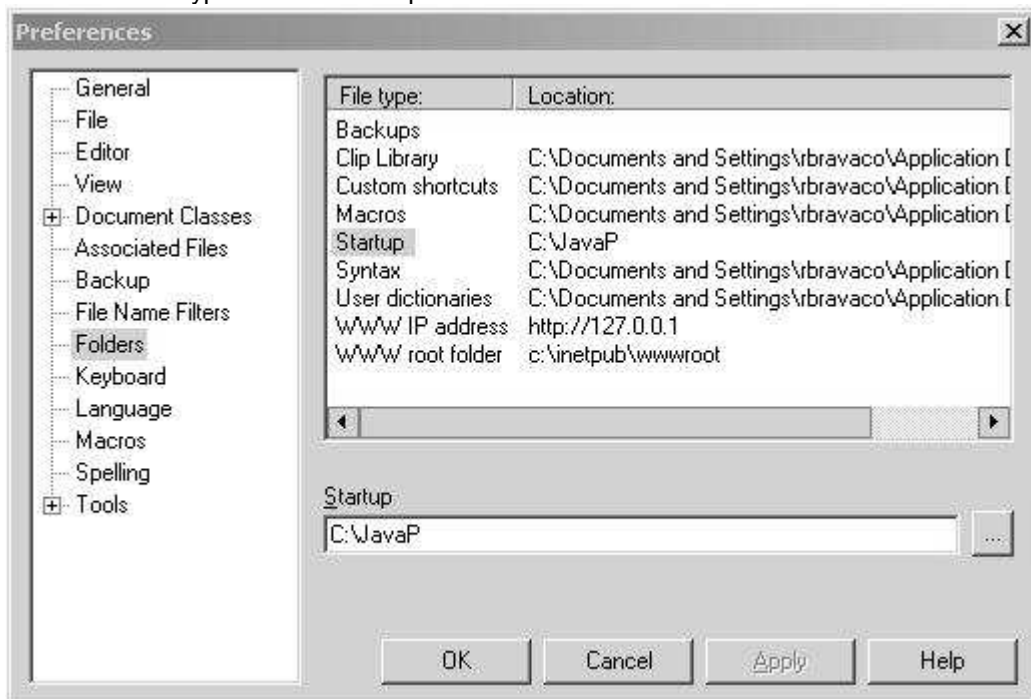 Preferences
General
File
Editor
View
Document Classes
Associated Files
Backup
File Name Filters
Folders
Keyboard
Language
Macros
Spelling
Tools
File type: Location:
Backups
Clip Library C:\Documents and Settings\rbravaco\Application D
Custom shortcuts C:\Documents and Settings\rbravaco\Application D
Macros C:\Documents and Settings\rbravaco\Application D
Startup C:\JavaP
Syntax C:\Documents and Settings\rbravaco\Application D
User dictionaries C:\Documents and Settings\rbravaco\Application D
WWW IP address http://127.0.0.1
WWW root folder c:\inetpub\wwwroot
Startup
C:\JavaP
...
OK Cancel Apply Help